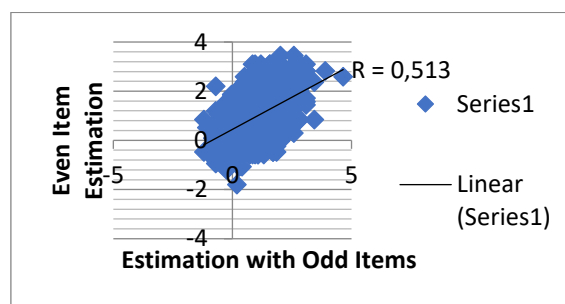 4
2
0
-2
-4
-5
0
5
R = 0,513
Even Item
Estimation
Estimation with Odd Items
Series1
Linear
(Series1)